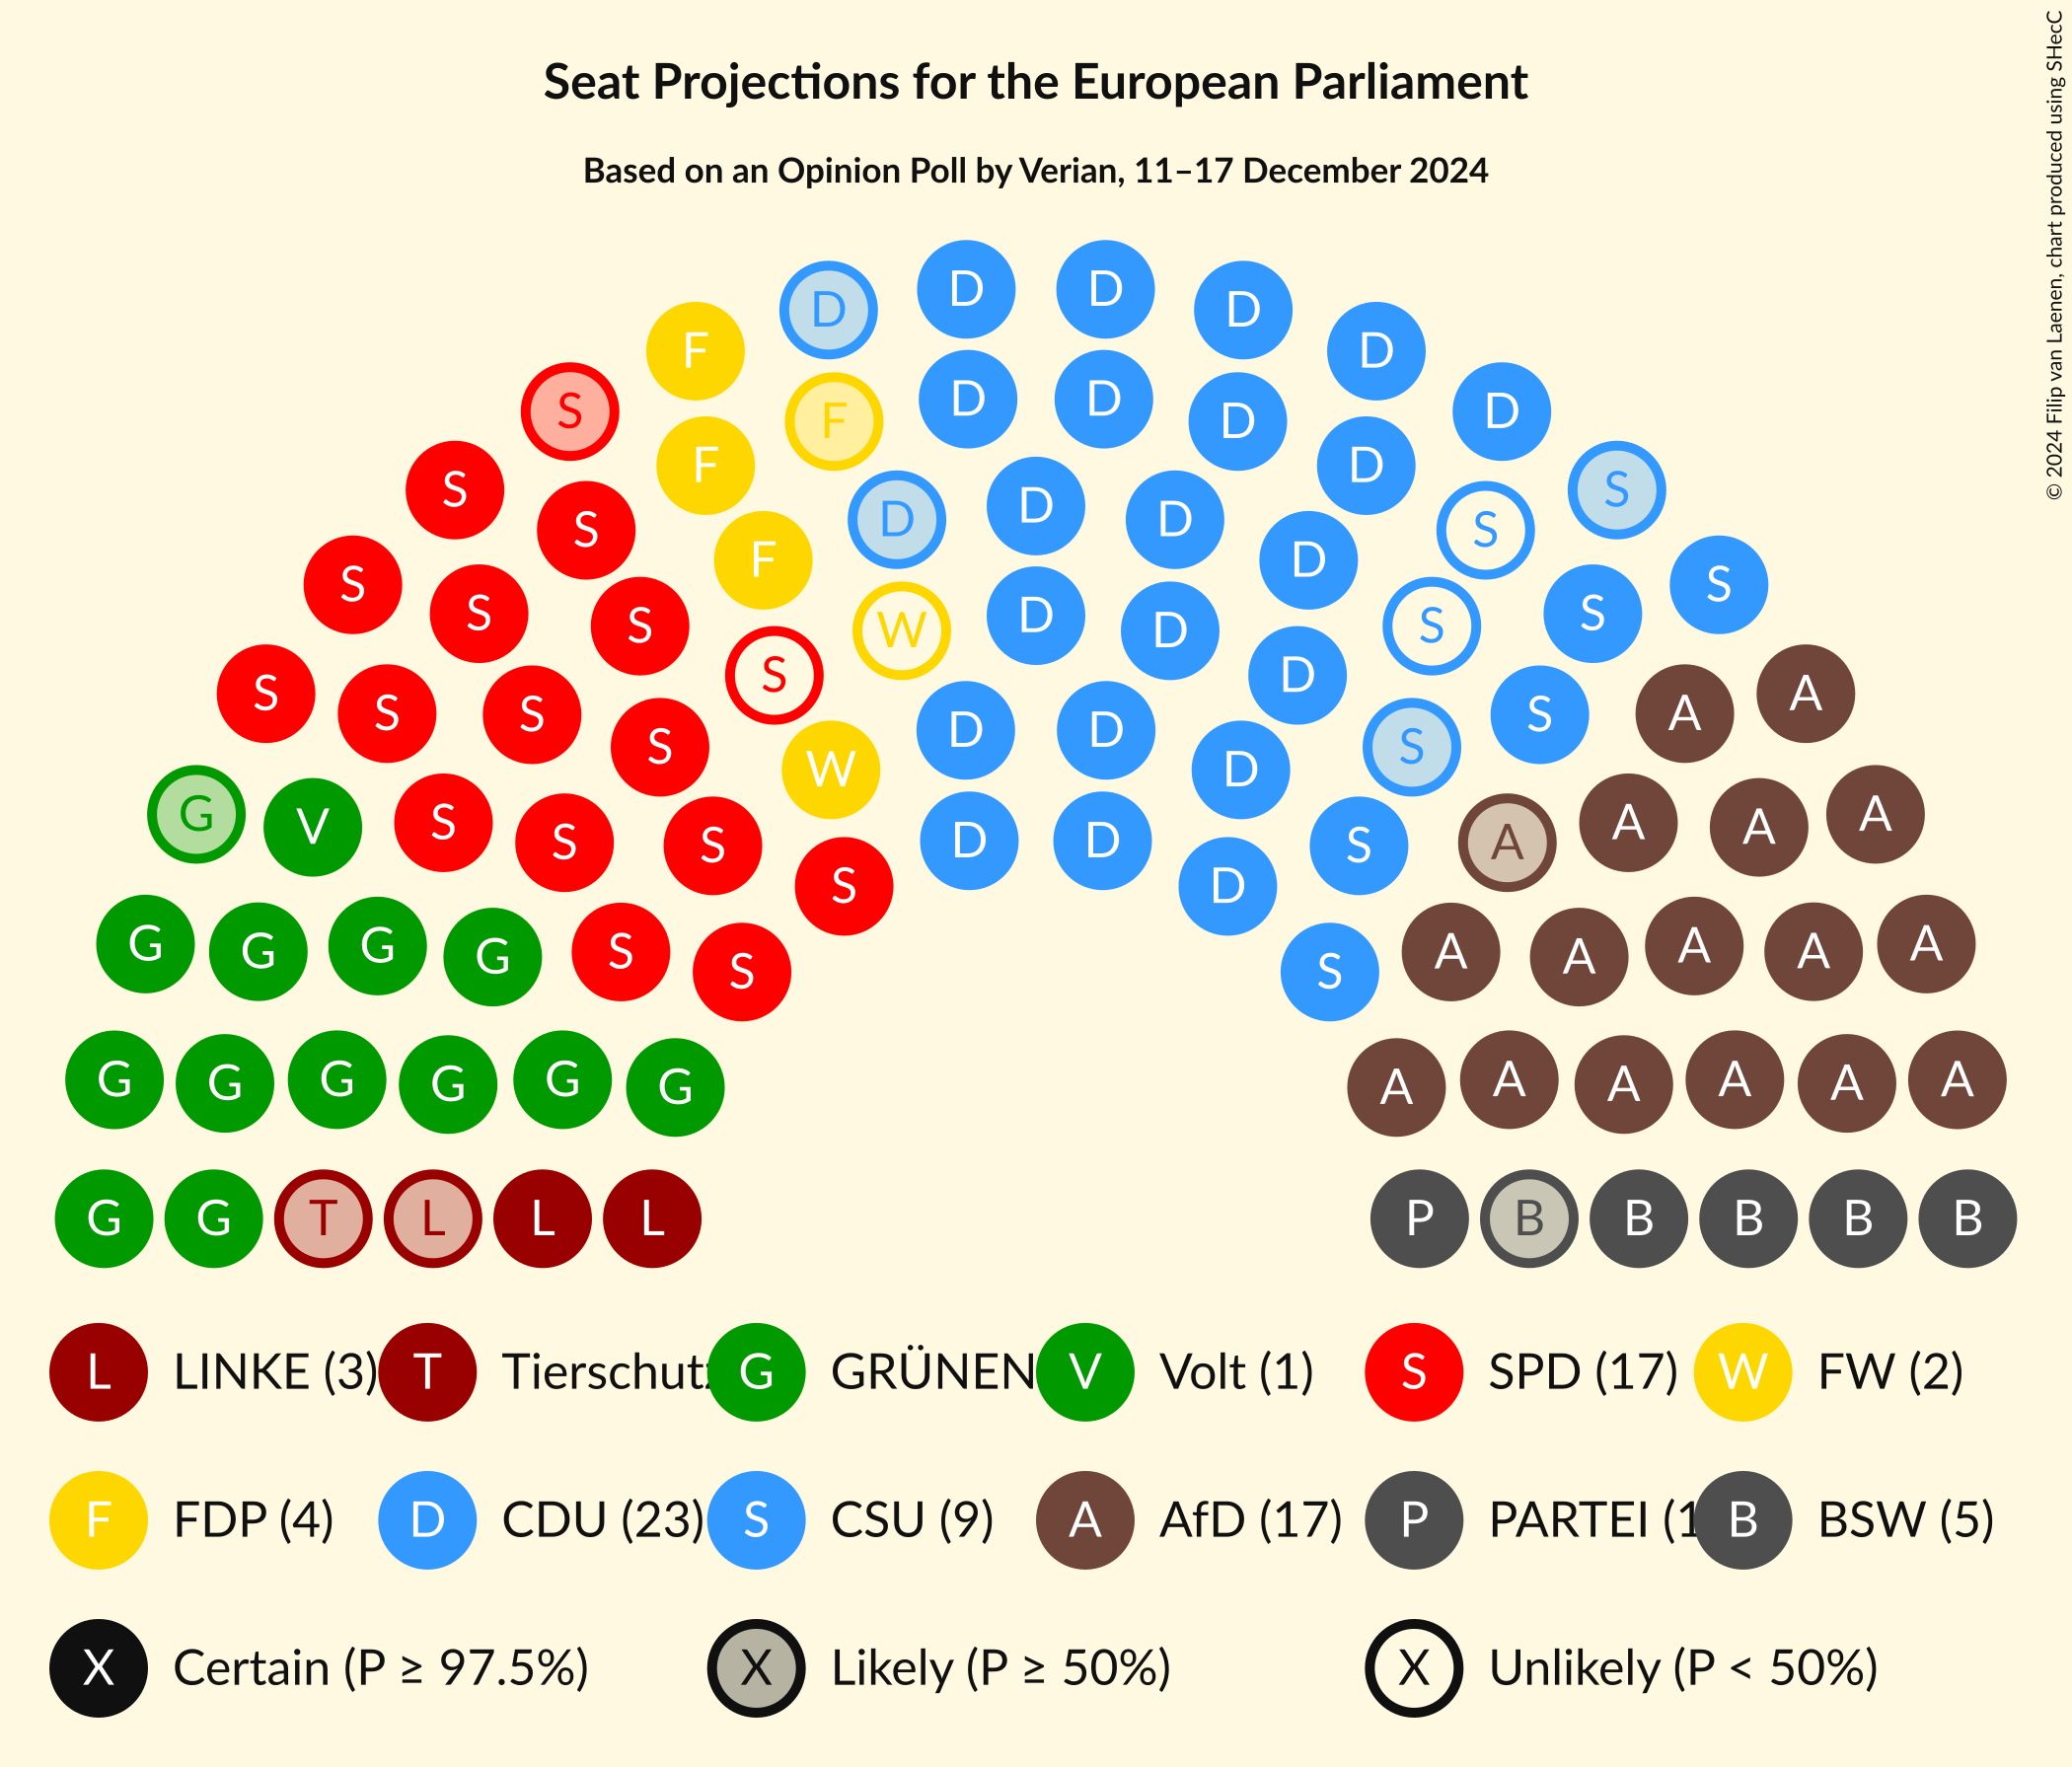 Seat Projections for the European Parliament
Based on an Opinion Poll by Verian, 11–17 December 2024
© 2024 Filip van Laenen, chart produced using SHecC
D D
D D
F D
D D
S D
F D
F D
S S
D
D D
S S
F D
S S
S D S
S W D S
S D
S A
S S S A
D D
S S
W D
G A
V S A A
S S D D S A
S D
G G G G S A A A A A
S S
G G G G G G A A A A A A
G G T L L L P B B B B B
L LINKE (3) T Tierschutz G GRÜNEN V Volt (1) S SPD (17) W FW (2)
F FDP (4) D CDU (23) S CSU (9) A AfD (17) P PARTEI (1 B BSW (5)
X Certain (P ≥ 97.5%) X Likely (P ≥ 50%) X Unlikely (P < 50%)